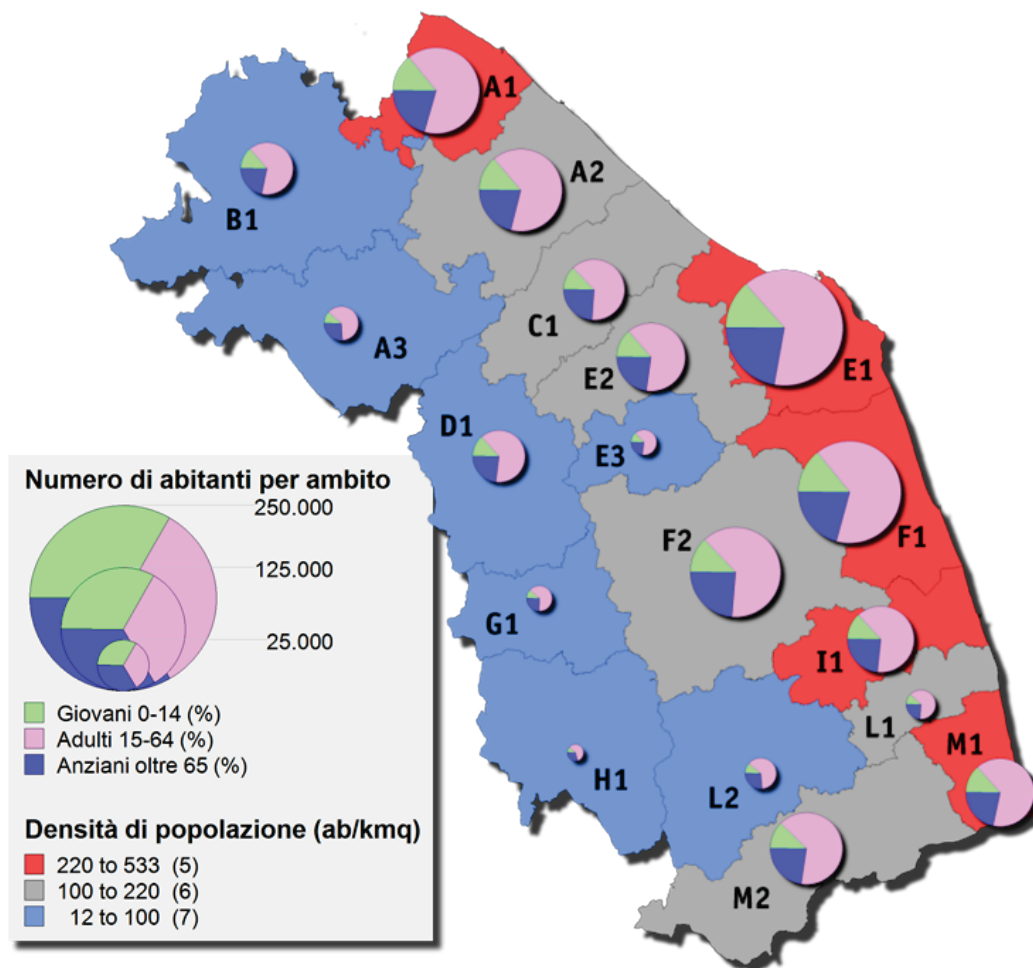 A1
A2
B1
C1
A3
E1
E2
D1
E3
Numero di abitanti per ambito
250.000
125.000
25.000
F2
F1
G1
I1
L1
M1
H1
L2
M2
Giovani 0-14 (%)
Adulti 15-64 (%)
Anziani oltre 65 (%)
Densità di popolazione (ab/kmq)
220 to 533 (5)
100 to 220 (6)
12 to 100 (7)